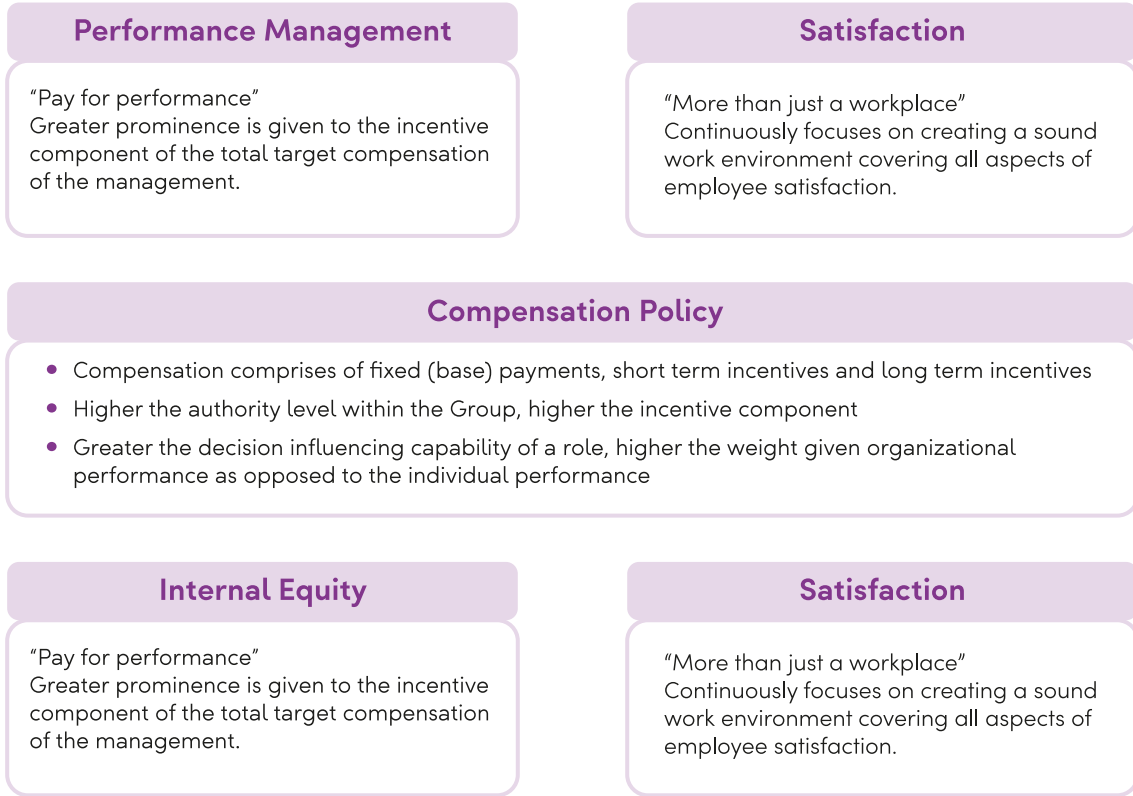 Performance Management
"Pay for performance"
Greater prominence is given to the incentive
component of the total target compensation
of the management.
Satisfaction
"More than just a workplace"
Continuously focuses on creating a sound
work environment covering all aspects of
employee satisfaction.
Compensation Policy
• Compensation comprises of fixed (base) payments, short term incentives and long term incentives
• Higher the authority level within the Group, higher the incentive component
• Greater the decision influencing capability of a role, higher the weight given organizational
performance as opposed to the individual performance
Internal Equity
"Pay for performance"
Greater prominence is given to the incentive
component of the total target compensation
of the management.
Satisfaction
"More than just a workplace"
Continuously focuses on creating a sound
work environment covering all aspects of
employee satisfaction.